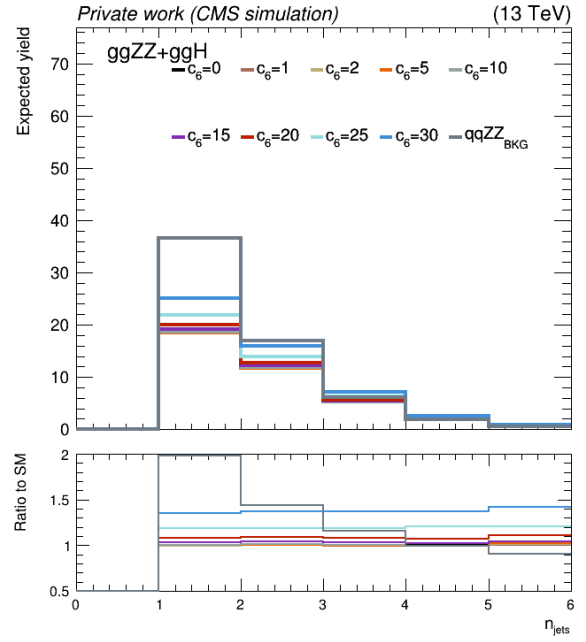 Private work (CMS simulation) (13 TeV)
ggZZ+ggH
c6=0 c6=1 c6=2 c6=5 c6=10
c6=15 c6=20 c6=25 c6=30 qqZZBKG
Expected yield
70
60
50
40
30
20
10
0
Ratio to SM
2
1.5
1
0.5
0 1 2 3 4 5 6
njets